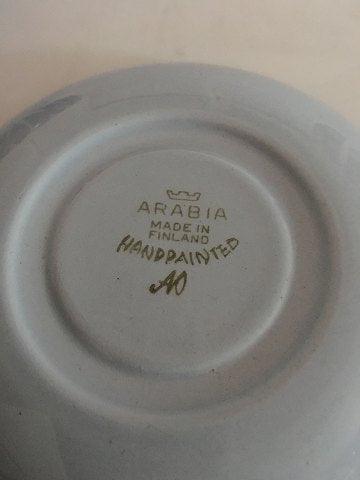 ARABIA
MADE IN
FINLAND
HANDPAINTED
AO